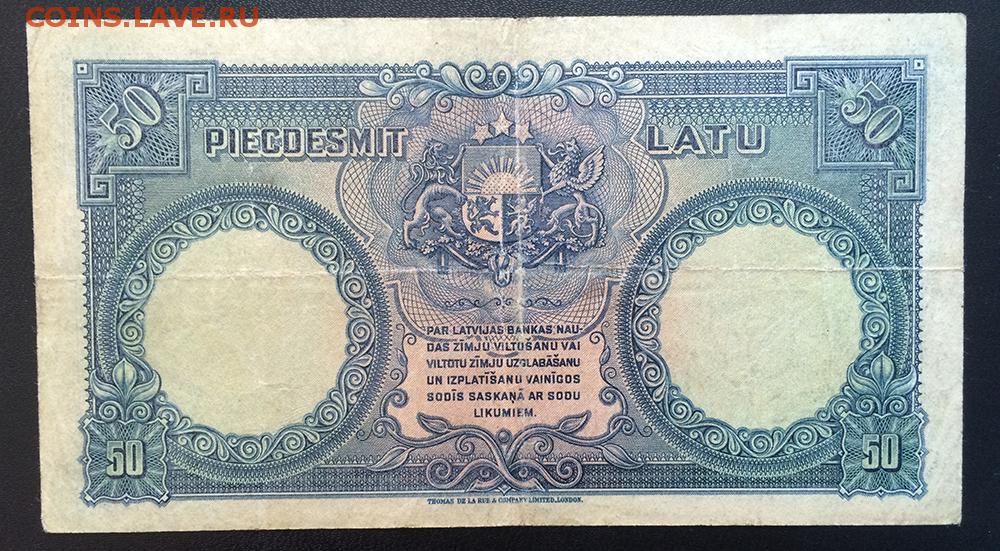 COINS.LAVE.RU
50
50
PIECDESMIT LATU
PAR LATVIJAS BANKAS NAU-
DAS ZĪMJU VILTOŠANU VAI
VILTOTU ZĪMJU UZGLABĀŠANU
UN IZPLATĪŠANU VAINĪGOS
SODĪS SASKAŅĀ AR SODU
LIKUMIEM.
50
50
THOMAS DE LA RUE & COMPANY LIMITED, LONDON.